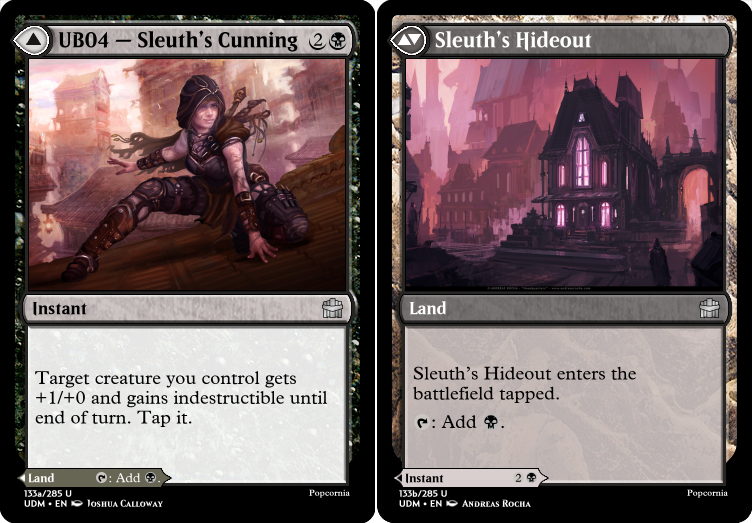 UB04 — Sleuth's Cunning 2
Instant
Target creature you control gets
+1/+0 and gains indestructible until
end of turn. Tap it.
Land : Add .
133a/285 U
UDM • EN Joshua Calloway
Popcornia
Sleuth's Hideout
Land
Sleuth's Hideout enters the
battlefield tapped.
: Add .
Instant 2
133b/285 U
UDM • EN Andreas Rocha
Popcornia